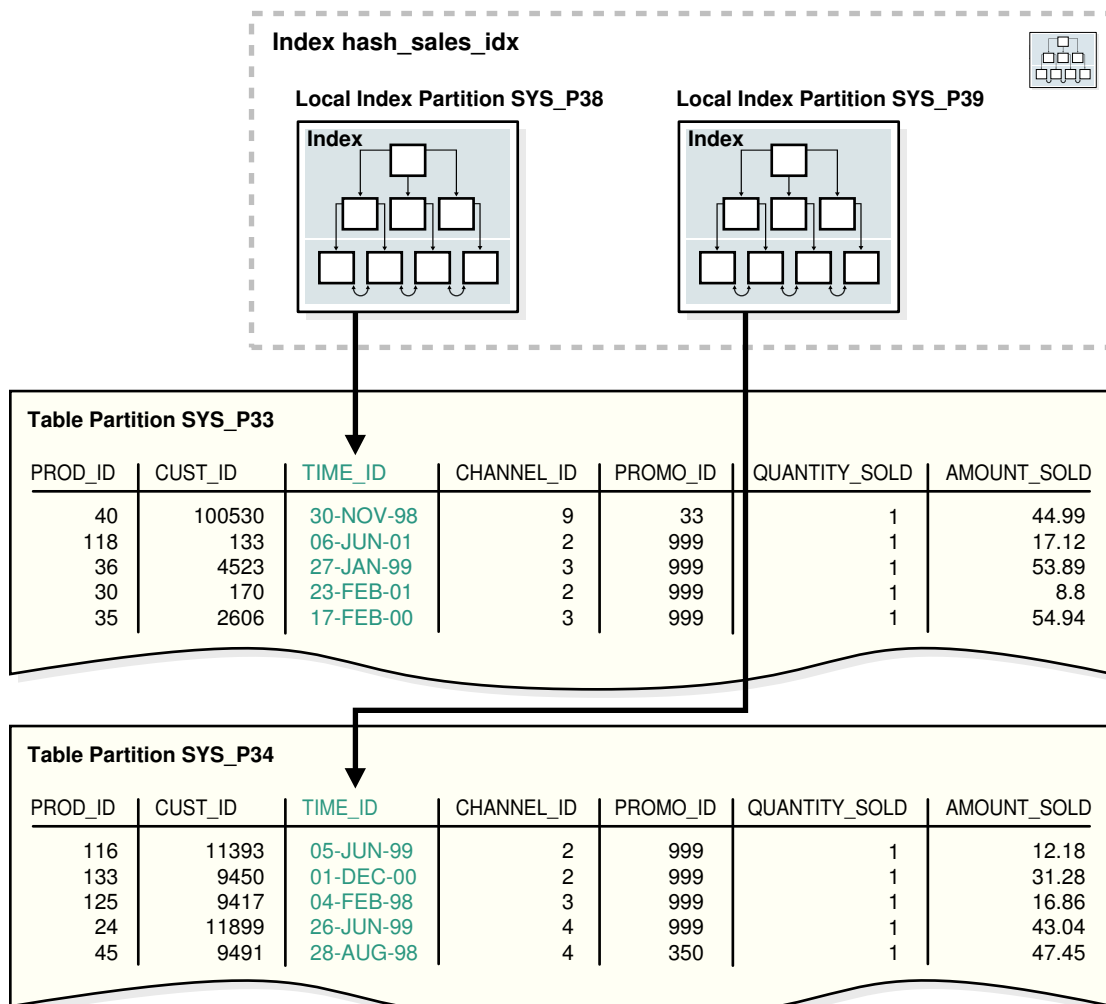 Index hash_sales_idx
Local Index Partition SYS_P38 Local Index Partition SYS_P39
Index Index
Table Partition SYS_P33
PROD_ID CUST_ID TIME_ID CHANNEL_ID PROMO_ID QUANTITY_SOLD AMOUNT_SOLD
40 100530 30-NOV-98 9 33 1 44.99
118 133 06-JUN-01 2 999 1 17.12
36 4523 27-JAN-99 3 999 1 53.89
30 170 23-FEB-01 2 999 1 8.8
35 2606 17-FEB-00 3 999 1 54.94
Table Partition SYS_P34
PROD_ID CUST_ID TIME_ID CHANNEL_ID PROMO_ID QUANTITY_SOLD AMOUNT_SOLD
116 11393 05-JUN-99 2 999 1 12.18
133 9450 01-DEC-00 2 999 1 31.28
125 9417 04-FEB-98 3 999 1 16.86
24 11899 26-JUN-99 4 999 1 43.04
45 9491 28-AUG-98 4 350 1 47.45